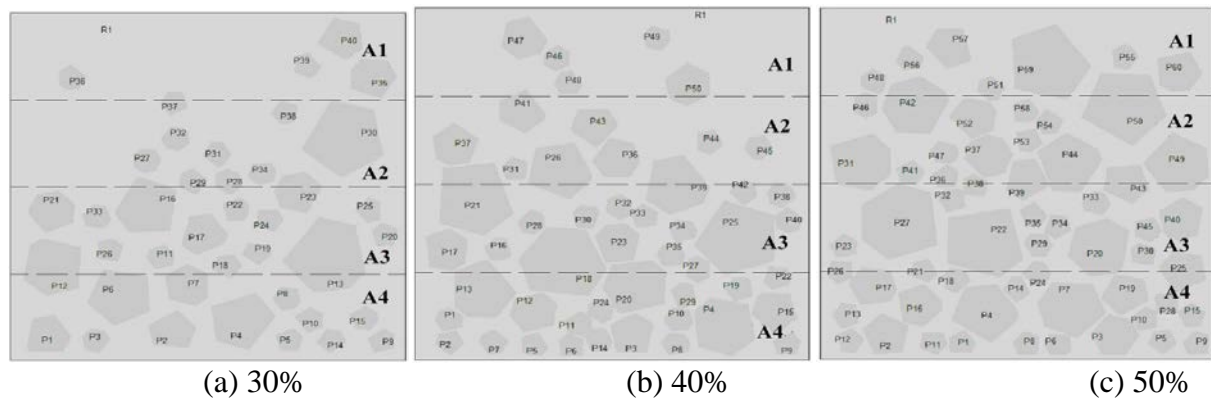 R1
P40
A1
P39
P36
P35
P37
P38
P32
P30
P31
P27
A2
P34
P29
P28
P21
P16
P23
P22
P25
P33
P24
P17
P20
P19
P26
P11
A3
P18
P12
P6
P7
P13
P8
A4
P10
P15
P4
P1
P3
P2
P5
P14
P9
(a) 30%
R1
P47
P49
P46
A1
P48
P50
P41
P43
A2
P44
P37
P45
P26
P36
P31
P39
P42
P38
P21
P32
P33
P30
P25
P40
P28
P34
P17
P16
P23
P35
A3
P27
P18
P22
P13
P19
P12
P24
P20
P29
P4
P15
P1
P10
P11
A4
P2
P7
P5
P6
P14
P3
P8
P9
(b) 40%
R1
P57
A1
P56
P55
P59
P60
P48
P51
P46
P42
P58
P52
P54
P50
A2
P53
P47
P37
P44
P31
P49
P41
P36
P38
P43
P32
P39
P33
P27
P35
P34
P40
P22
P45
P23
P29
P20
P30
A3
P26
P21
P25
P18
P24
P17
P14
P7
P19
A4
P16
P13
P4
P10
P28
P15
P12
P2
P11
P1
P8
P6
P3
P5
P9
(c) 50%